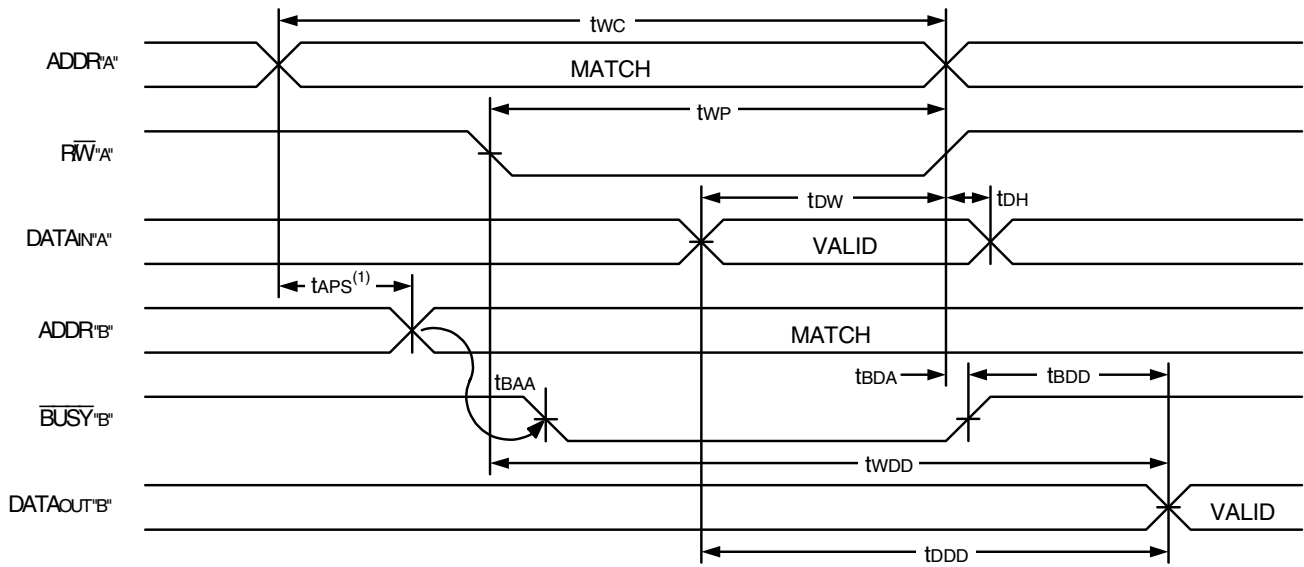 tWC
ADDR"A"
MATCH
tWP
R/W"A"
tDW
tDH
DATAIN"A"
VALID
tAPS(1)
ADDR"B"
MATCH
tBAA
tBDA
tBDD
BUSY"B"
tWDD
DATAOUT"B"
VALID
tDDD